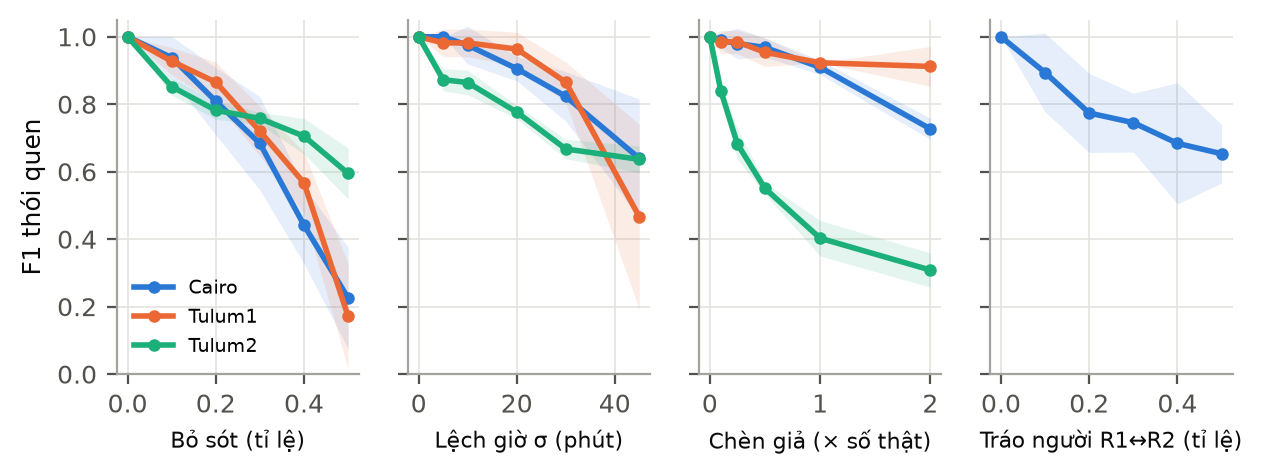 F1 thói quen
1.0
0.8
0.6
0.4
0.2
0.0
Cairo
Tulum1
Tulum2
0.0 0.2 0.4
Bỏ sót (tỉ lệ)
0 20 40
Lệch giờ σ (phút)
0 1 2
Chèn giả (× số thật)
0.0 0.2 0.4
Tráo người R1↔R2 (tỉ lệ)